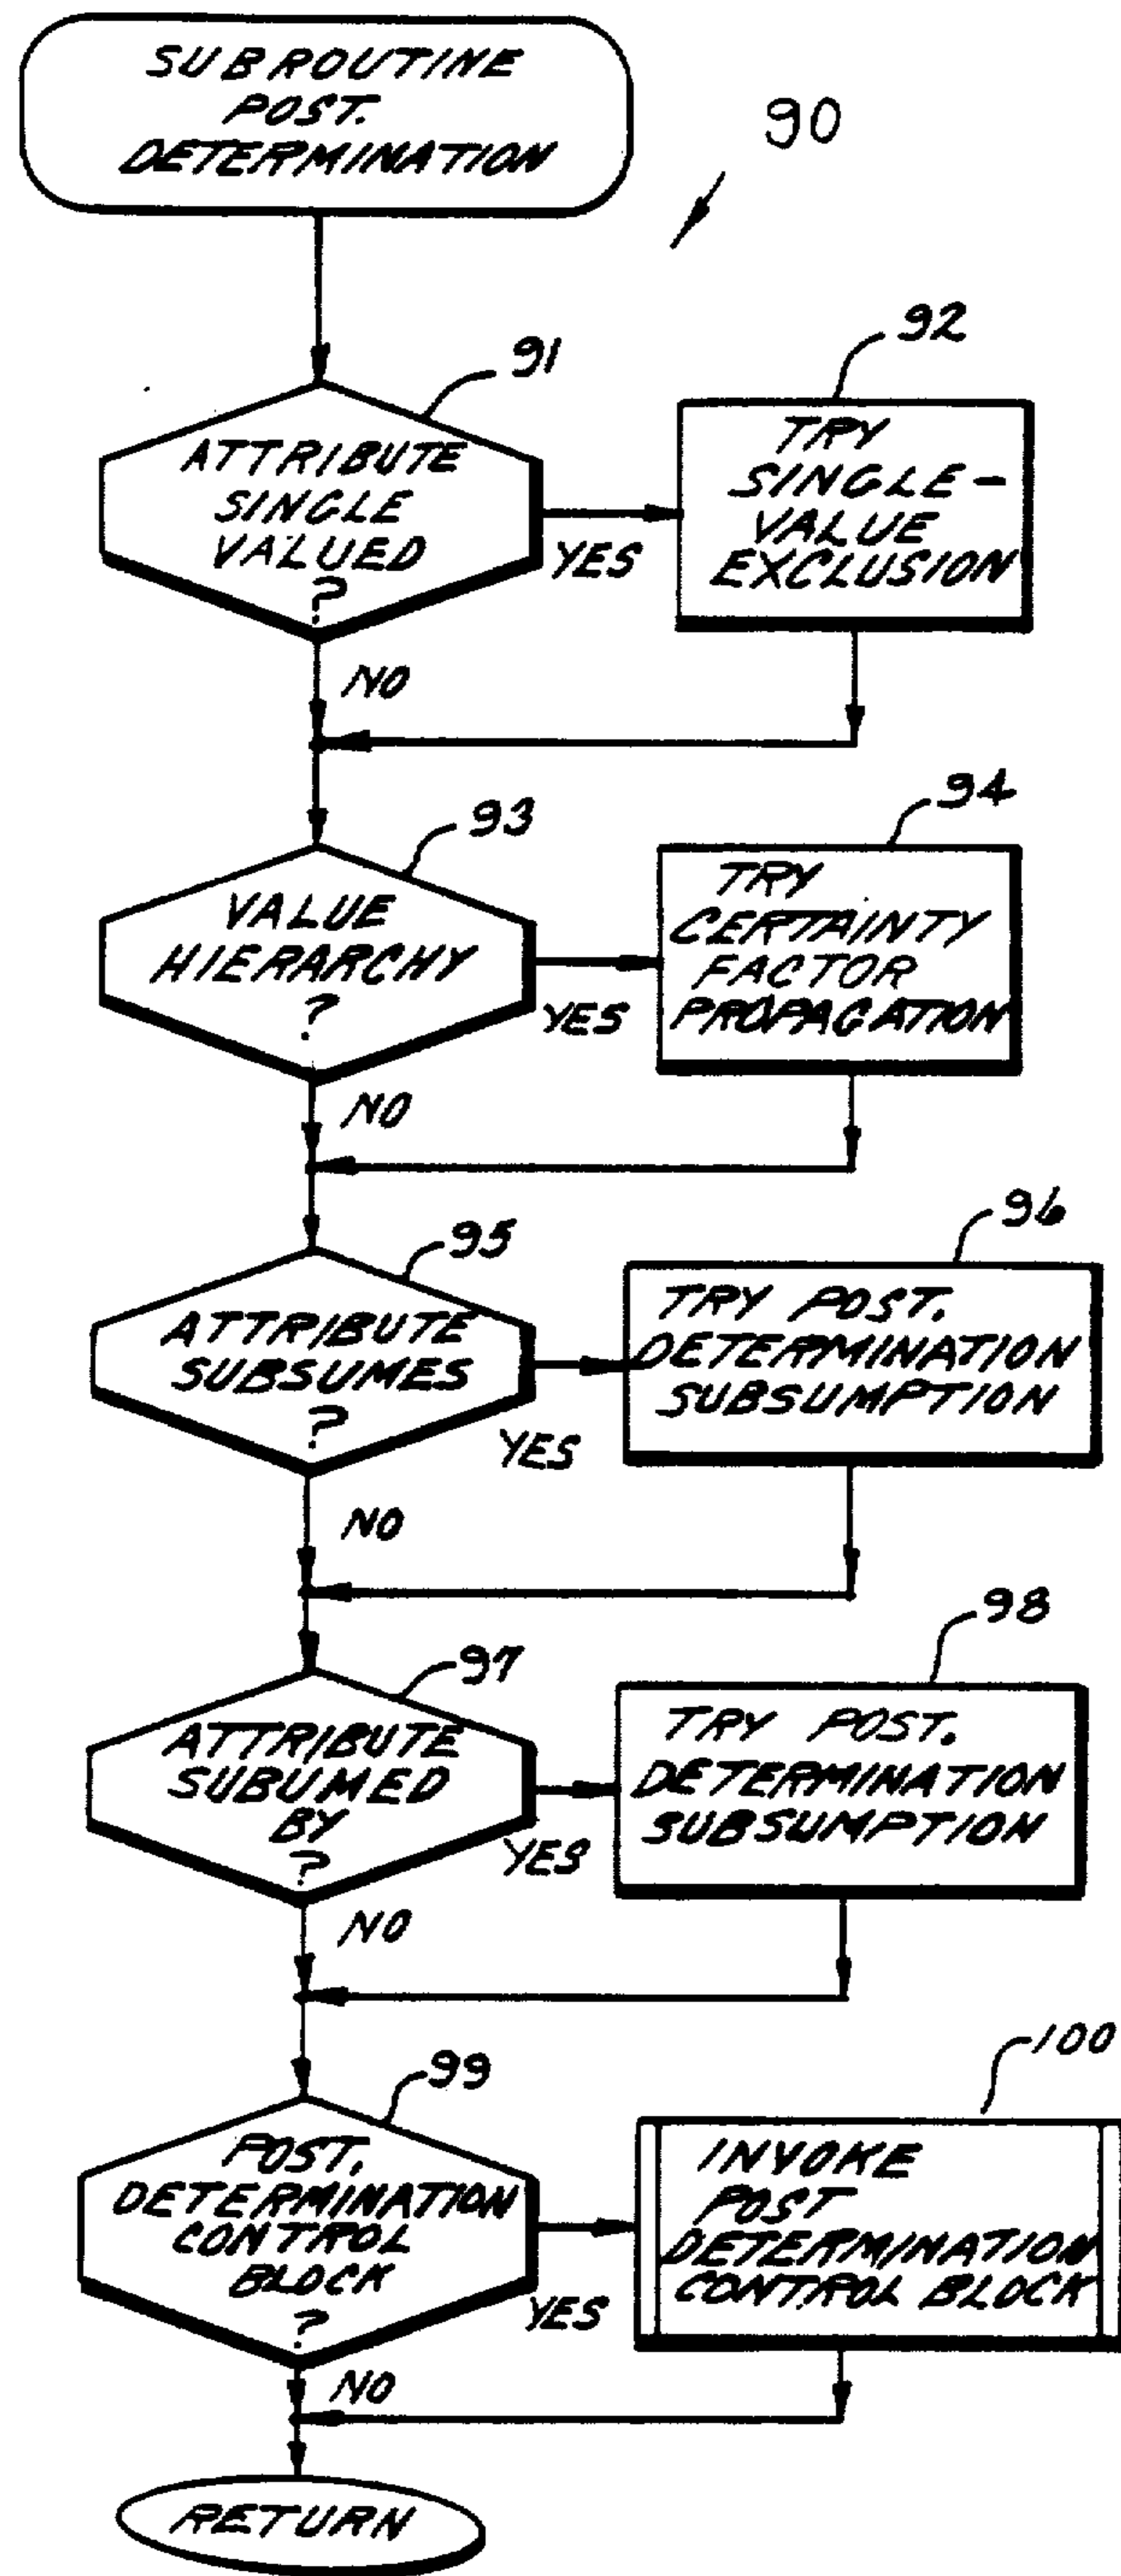 SUBROUTINE
POST.
DETERMINATION
90
91
ATTRIBUTE
SINGLE
VALUED
?
YES
NO
92
TRY
SINGLE-
VALUE
EXCLUSION
93
VALUE
HIERARCHY
?
YES
NO
94
TRY
CERTAINTY
FACTOR
PROPAGATION
95
ATTRIBUTE
SUBSUMES
?
YES
NO
96
TRY POST.
DETERMINATION
SUBSUMPTION
97
ATTRIBUTE
SUBUMED
BY
?
YES
NO
98
TRY POST.
DETERMINATION
SUBSUMPTION
99
POST.
DETERMINATION
CONTROL
BLOCK
?
YES
NO
100
INVOKE
POST
DETERMINATION
CONTROL BLOCK
RETURN